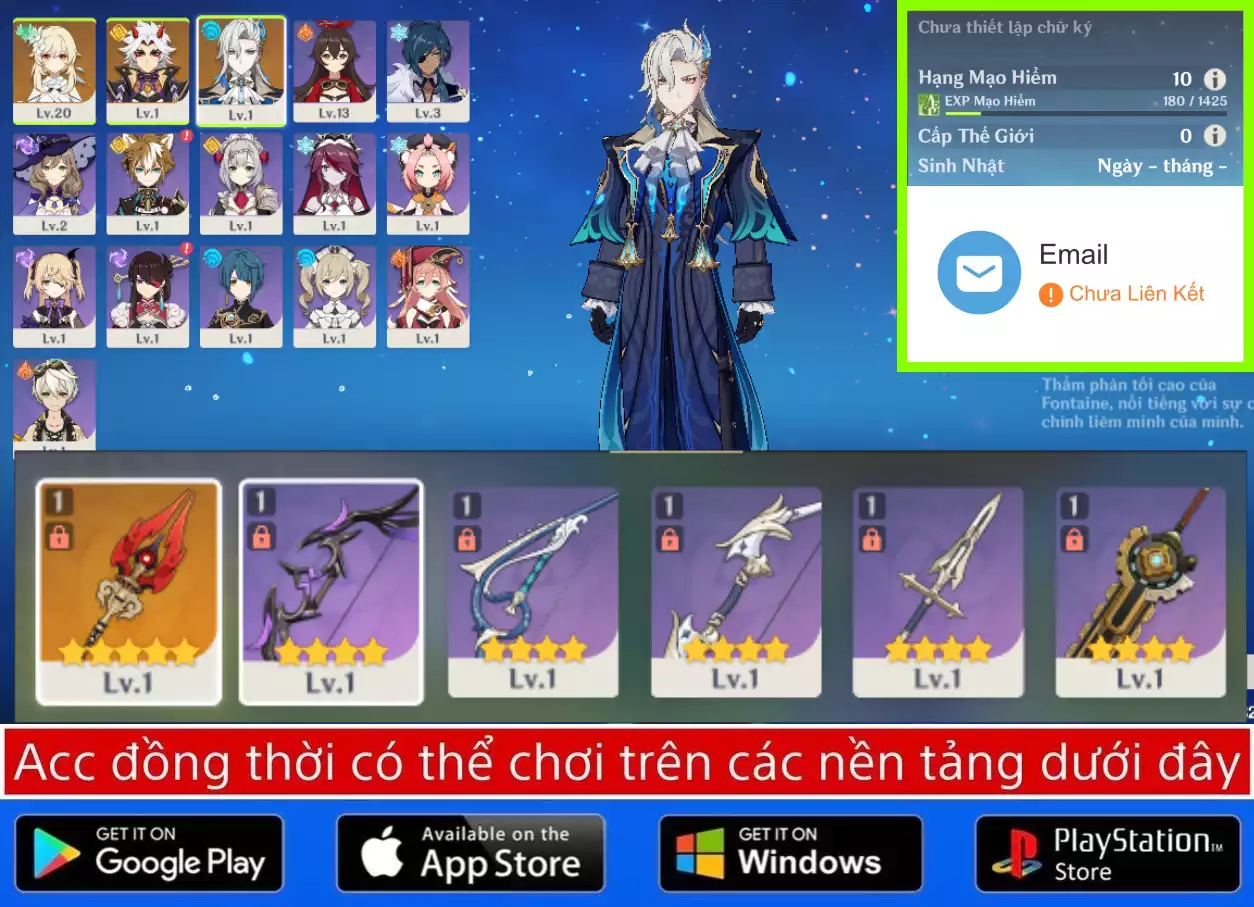 Lv.20
Lv.1
Lv.1
Lv.13
Lv.3
Lv.2
Lv.1
Lv.1
Lv.1
Lv.1
Lv.1
Lv.1
Lv.1
Lv.1
Lv.1
Chưa thiết lập chữ ký
Hạng Mạo Hiểm 10
EXP Mạo Hiểm 180 / 1425
Cấp Thế Giới 0
Sinh Nhật Ngày - tháng -
Email
Chưa Liên Kết
Thẩm phán tối cao của
Fontaine, nổi tiếng với sự c
chính liêm minh của mình.
1
Lv.1
1
Lv.1
1
Lv.1
1
Lv.1
1
Lv.1
1
Lv.1
Acc đồng thời có thể chơi trên các nền tảng dưới đây
GET IT ON
Google Play
Available on the
App Store
GET IT ON
Windows
PlayStation™
Store